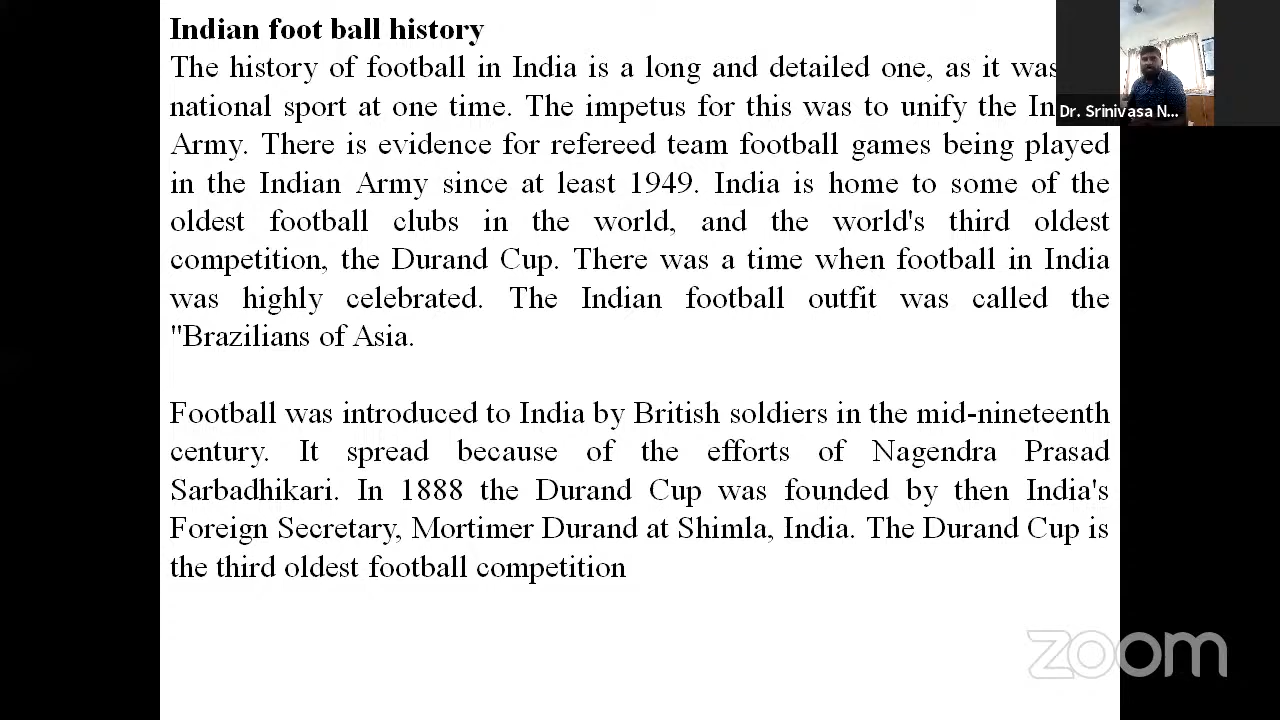 Indian foot ball history
The history of football in India is a long and detailed one, as it was
national sport at one time. The impetus for this was to unify the In
Army. There is evidence for refereed team football games being played
in the Indian Army since at least 1949. India is home to some of the
oldest football clubs in the world, and the world's third oldest
competition, the Durand Cup. There was a time when football in India
was highly celebrated. The Indian football outfit was called the
"Brazilians of Asia.
Football was introduced to India by British soldiers in the mid-nineteenth
century. It spread because of the efforts of Nagendra Prasad
Sarbadhikari. In 1888 the Durand Cup was founded by then India's
Foreign Secretary, Mortimer Durand at Shimla, India. The Durand Cup is
the third oldest football competition
Dr. Srinivasa N...
zoom